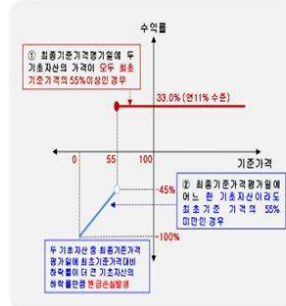 수익률
① 최종기준가격평가일에 두
기초자산의 가격이 모두 최초
기준가격의 55%이상인 경우
33.0% (연11% 수준)
0
55
100
기준가격
-45%
② 최종기준가격평가일에
어느 한 기초자산이라도
최초기준 가격의 55%
미만인 경우
-100%
두 기초자산 중 최종기준가격
평가일에 최초기준가격대비
하락률이 더 큰 기초자산의
하락률만큼 원금손실발생